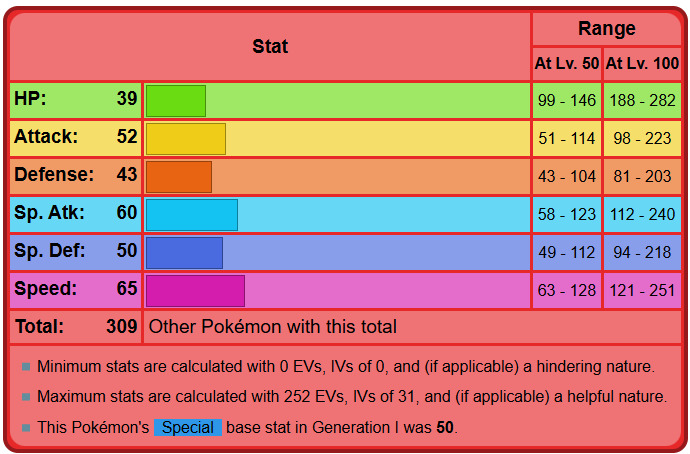 Stat Range
At Lv. 50 At Lv. 100
HP: 39 99 - 146 188 - 282
Attack: 52 51 - 114 98 - 223
Defense: 43 43 - 104 81 - 203
Sp. Atk: 60 58 - 123 112 - 240
Sp. Def: 50 49 - 112 94 - 218
Speed: 65 63 - 128 121 - 251
Total: 309 Other Pokémon with this total
Minimum stats are calculated with 0 EVs, IVs of 0, and (if applicable) a hindering nature.
Maximum stats are calculated with 252 EVs, IVs of 31, and (if applicable) a helpful nature.
This Pokémon's Special base stat in Generation I was 50.